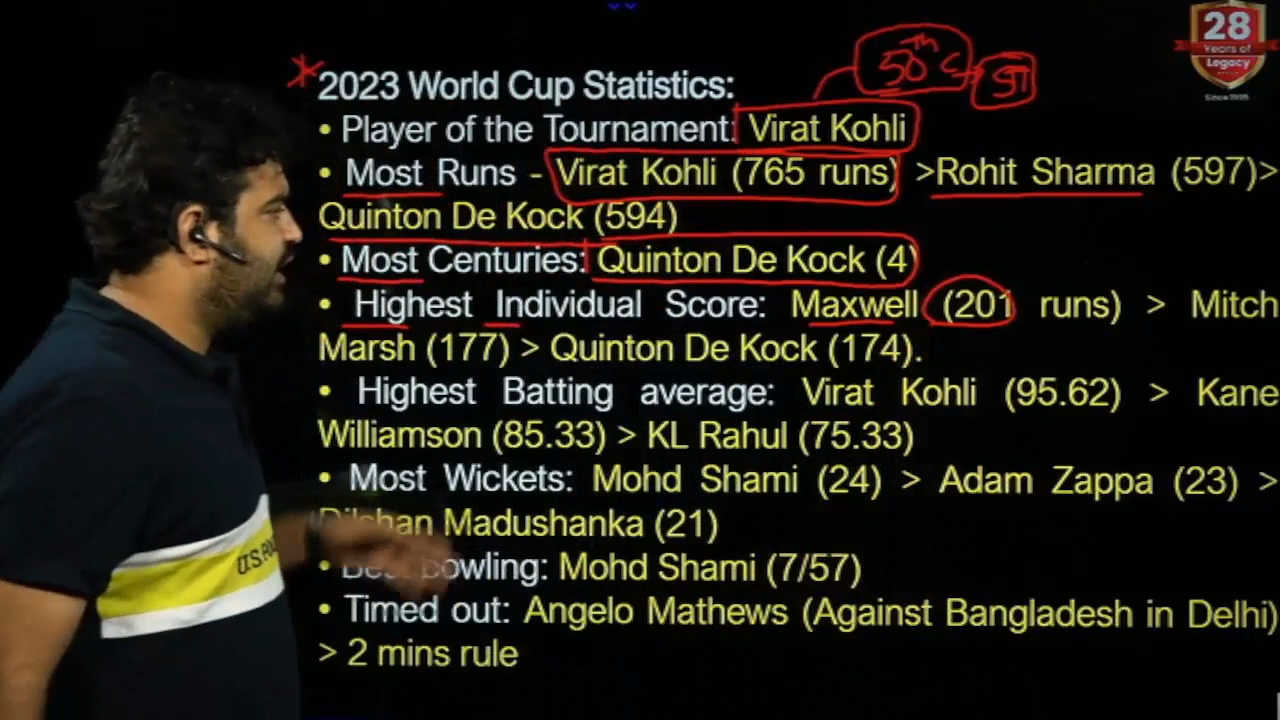 28
Years of
Legacy
50th C
51
2023 World Cup Statistics:
• Player of the Tournament: Virat Kohli
• Most Runs - Virat Kohli (765 runs) >Rohit Sharma (597)>
Quinton De Kock (594)
• Most Centuries: Quinton De Kock (4)
• Highest Individual Score: Maxwell (201 runs) > Mitch
Marsh (177) > Quinton De Kock (174).
• Highest Batting average: Virat Kohli (95.62) > Kane
Williamson (85.33) > KL Rahul (75.33)
• Most Wickets: Mohd Shami (24) > Adam Zappa (23) >
Dilshan Madushanka (21)
• Best Bowling: Mohd Shami (7/57)
• Timed out: Angelo Mathews (Against Bangladesh in Delhi)
> 2 mins rule